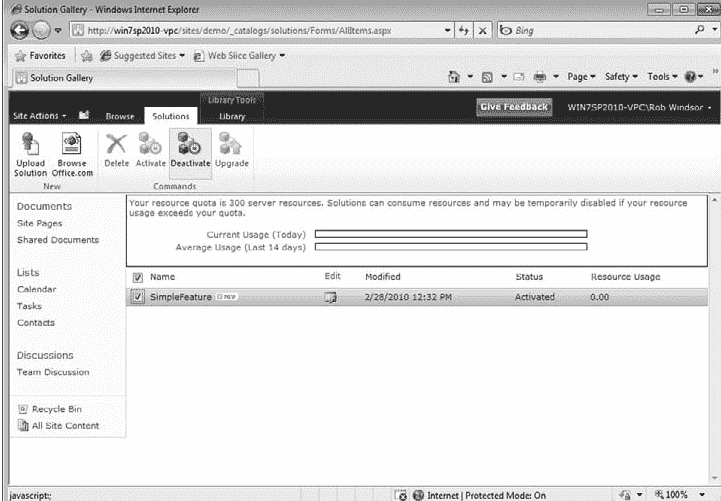 Solution Gallery - Windows Internet Explorer
http://win7sp2010-vpc/sites/demo/_catalogs/solutions/Forms/AllItems.aspx
Bing
Favorites
Suggested Sites
Web Slice Gallery
Solution Gallery
Page
Safety
Tools
Library Tools
Site Actions
Browse
Solutions
Library
Give Feedback
WIN7SP2010-VPC\Rob Windsor
Upload Solution
Browse Office.com
Delete
Activate
Deactivate
Upgrade
New
Commands
Documents
Site Pages
Shared Documents
Lists
Calendar
Tasks
Contacts
Discussions
Team Discussion
Recycle Bin
All Site Content
Your resource quota is 300 server resources. Solutions can consume resources and may be temporarily disabled if your resource
usage exceeds your quota.
Current Usage (Today)
Average Usage (Last 14 days)
Name Edit Modified Status Resource Usage
SimpleFeature NEW 2/28/2010 12:32 PM Activated 0.00
javascript:;
Internet | Protected Mode: On
100%